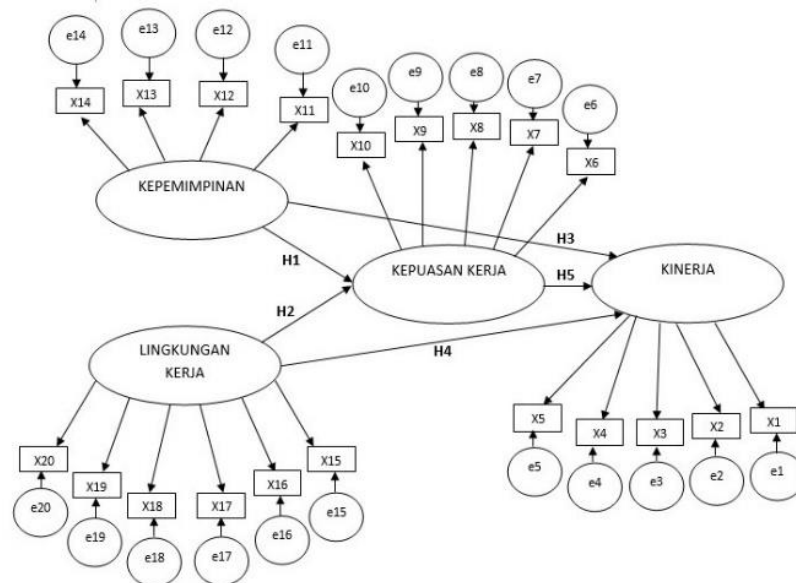 e14
e13
e12
e11
X14
X13
X12
X11
e10
e9
e8
e7
e6
X10
X9
X8
X7
X6
KEPEMIMPINAN
H1
H3
KEPUASAN KERJA
H5
KINERJA
H2
H4
LINGKUNGAN
KERJA
X20
X19
X18
X17
X16
X15
e20
e19
e18
e17
e16
e15
X5
X4
X3
X2
X1
e5
e4
e3
e2
e1